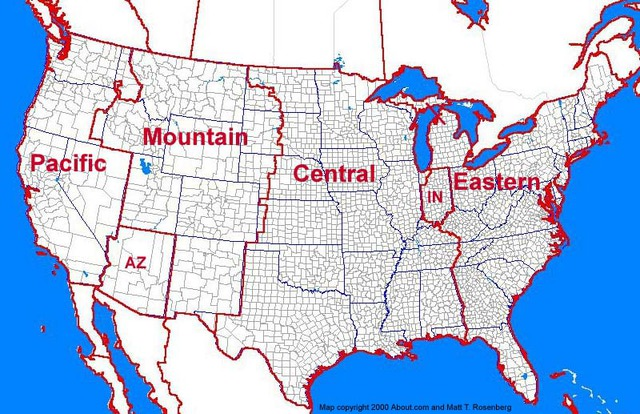 Mountain
Pacific
Central
Eastern
IN
AZ
Map copyright 2000 About.com and Matt T. Rosenberg